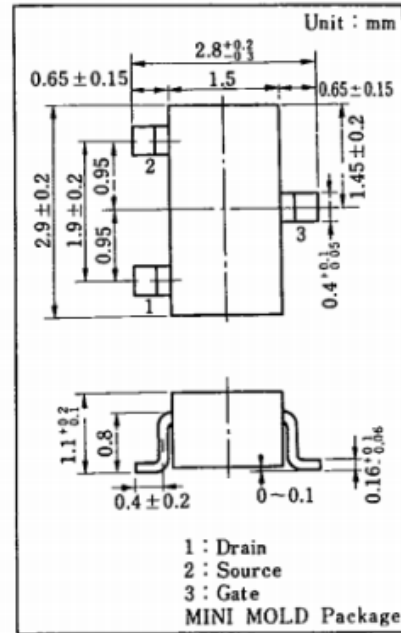 Unit : mm
2.8 +0.2 -0.3
0.65±0.15 1.5 0.65±0.15
2.9±0.2
1.9±0.2
0.95
0.95
2
1
3
1.45±0.2
0.4 +0.1 -0.05
1.1 +0.2 -0.1
0.8
0.4±0.2
0~0.1
0.16 +0.1 -0.06
1 : Drain
2 : Source
3 : Gate
MINI MOLD Package